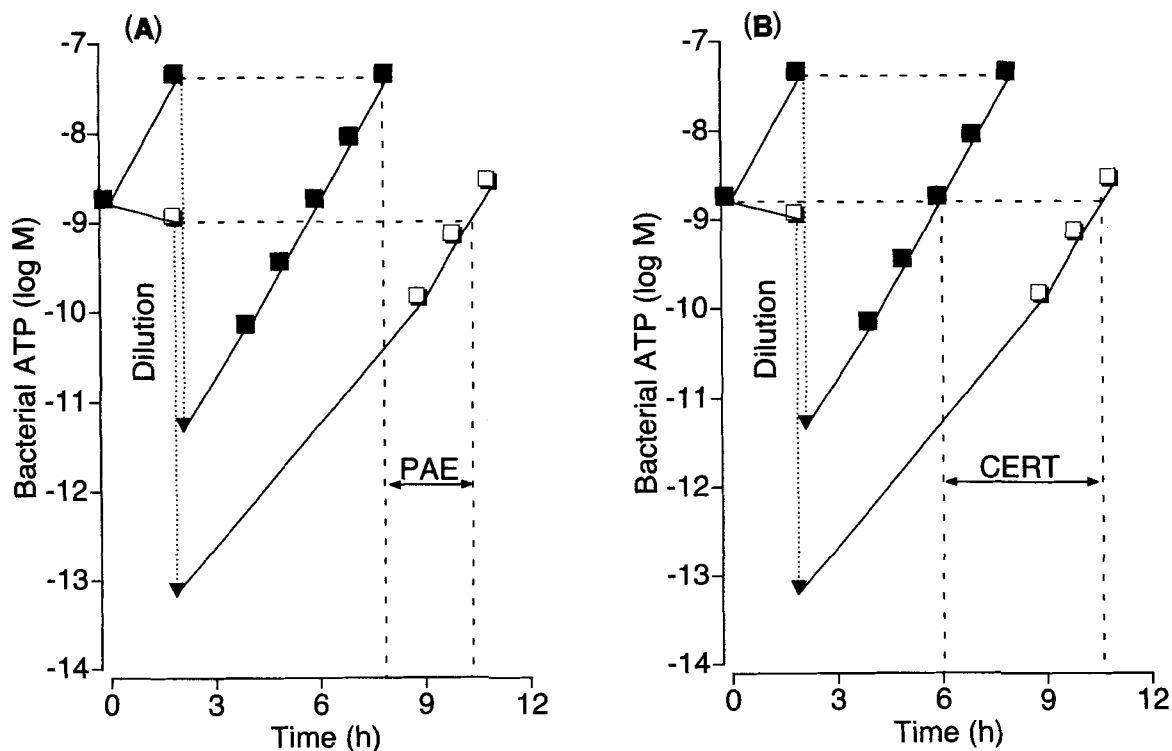 (A)
Bacterial ATP (log M)
-7
-8
-9
-10
-11
-12
-13
-14
Dilution
PAE
0 3 6 9 12
Time (h)
(B)
Bacterial ATP (log M)
-7
-8
-9
-10
-11
-12
-13
-14
Dilution
CERT
0 3 6 9 12
Time (h)